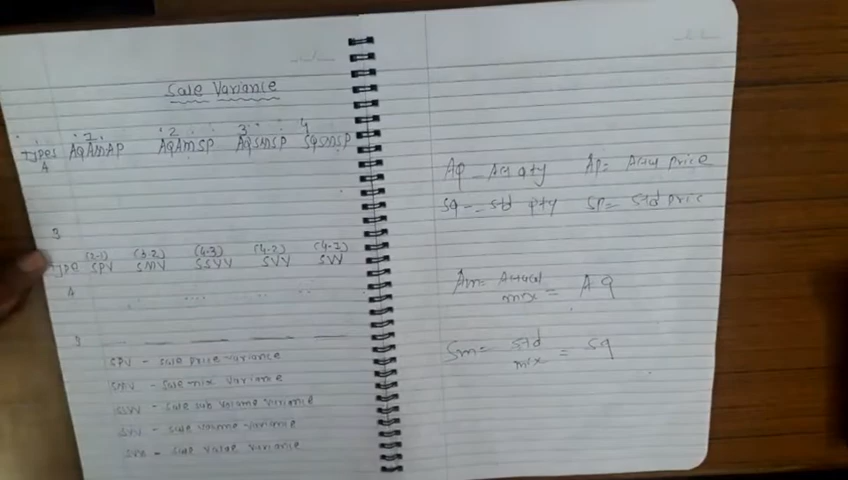 Sale Variance
1 2 3 4
Types AQAMAP AQAMSP AQSMSP SQSMSP
A
B
(2-1) (3-2) (4-3) (4-2) (4-1)
Type SPV SMV SSVV SVV SVV
A
B
SPV - Sale Price Variance
SMV - Sale mix Variance
SSVV - Sale sub volume variance
SVV - Sale volume variance
SVV - Sale value variance
AQ - Act qty AP = Actu price
SQ - Std qty SP = Std price
AM = Actual mix = AQ
SM = Std mix = SQ